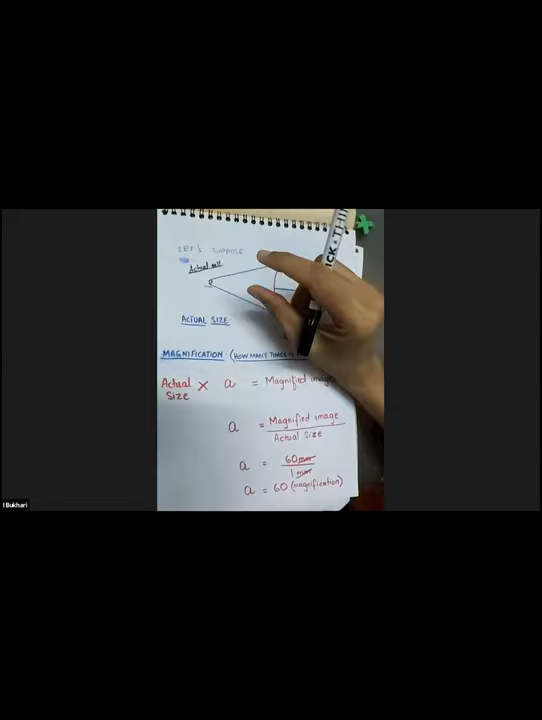 LET'S SUPPOSE
Actual cell
ACTUAL SIZE
MAGNIFICATION (HOW MANY TIMES
Actual Size × a = Magnified image
a = Magnified image / Actual Size
a = 60mm / 1mm
a = 60 (magnification)
I Bukhari